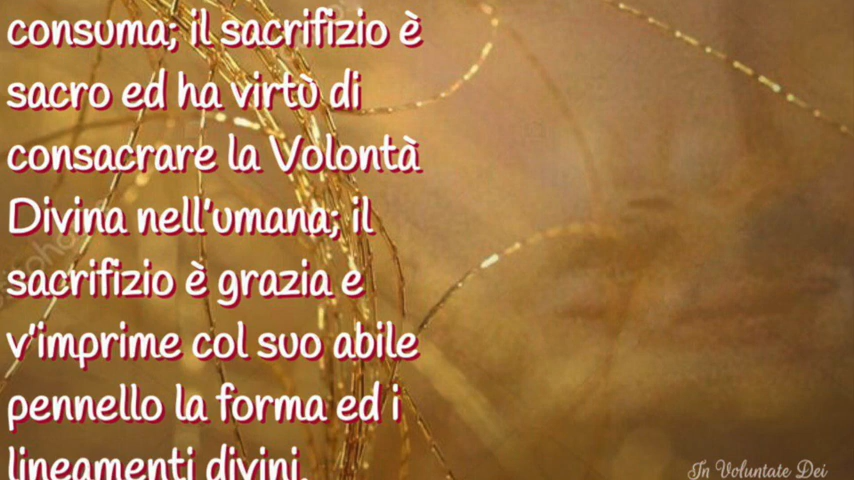 consuma; il sacrifizio è
sacro ed ha virtù di
consacrare la Volontà
Divina nell'umana; il
sacrifizio è grazia e
v'imprime col suo abile
pennello la forma ed i
lineamenti divini.
In Voluntate Dei